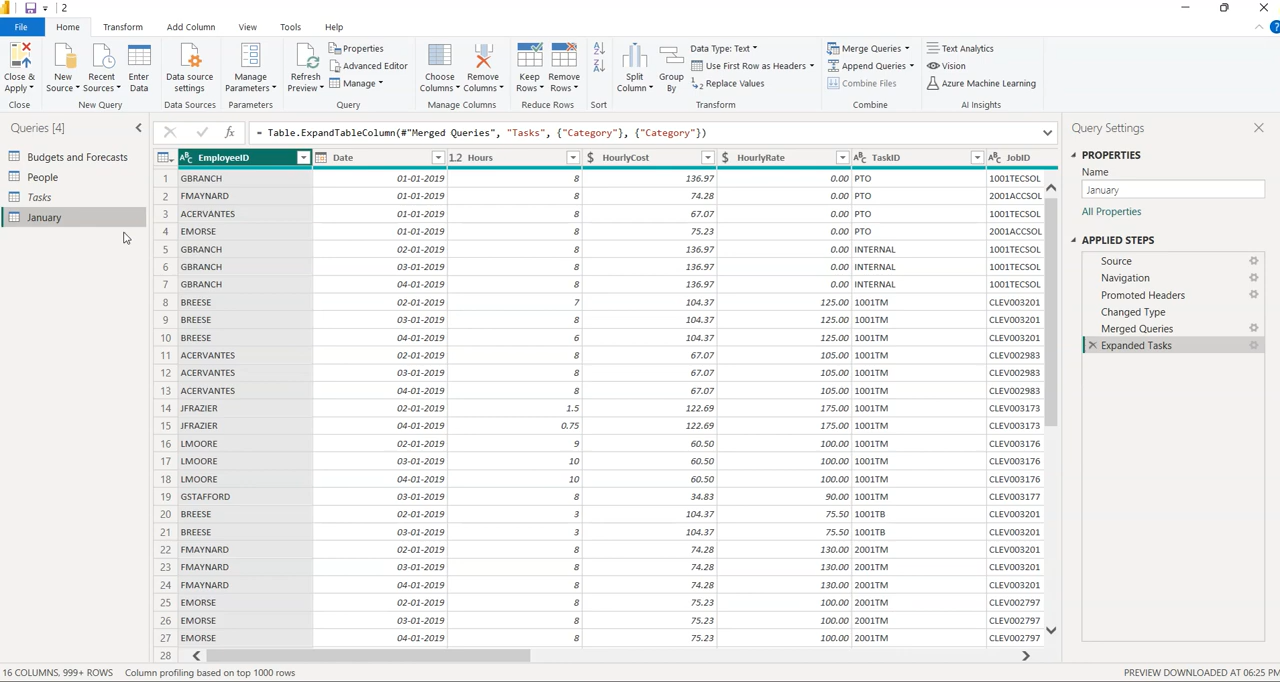 2
File Home Transform Add Column View Tools Help
Close & Apply New Source Recent Sources Enter Data Data source settings Manage Parameters Refresh Preview Properties Advanced Editor Manage Choose Columns Remove Columns Keep Rows Remove Rows Split Column Group By Data Type: Text Use First Row as Headers Replace Values Merge Queries Append Queries Combine Files Text Analytics Vision Azure Machine Learning
Close New Query Data Sources Parameters Query Manage Columns Reduce Rows Sort Transform Combine AI Insights
Queries [4]
Budgets and Forecasts
People
Tasks
January
= Table.ExpandTableColumn(#"Merged Queries", "Tasks", {"Category"}, {"Category"})
EmployeeID Date 1.2 Hours $ HourlyCost $ HourlyRate TaskID JobID
1 GBRANCH 01-01-2019 8 136.97 0.00 PTO 1001TECSOL
2 FMAYNARD 01-01-2019 8 74.28 0.00 PTO 2001ACCSOL
3 ACERVANTES 01-01-2019 8 67.07 0.00 PTO 1001TECSOL
4 EMORSE 01-01-2019 8 75.23 0.00 PTO 2001ACCSOL
5 GBRANCH 02-01-2019 8 136.97 0.00 INTERNAL 1001TECSOL
6 GBRANCH 03-01-2019 8 136.97 0.00 INTERNAL 1001TECSOL
7 GBRANCH 04-01-2019 8 136.97 0.00 INTERNAL 1001TECSOL
8 BREESE 02-01-2019 7 104.37 125.00 1001TM CLEV003201
9 BREESE 03-01-2019 8 104.37 125.00 1001TM CLEV003201
10 BREESE 04-01-2019 6 104.37 125.00 1001TM CLEV003201
11 ACERVANTES 02-01-2019 8 67.07 105.00 1001TM CLEV002983
12 ACERVANTES 03-01-2019 8 67.07 105.00 1001TM CLEV002983
13 ACERVANTES 04-01-2019 8 67.07 105.00 1001TM CLEV002983
14 JFRAZIER 02-01-2019 1.5 122.69 175.00 1001TM CLEV003173
15 JFRAZIER 04-01-2019 0.75 122.69 175.00 1001TM CLEV003173
16 LMOORE 02-01-2019 9 60.50 100.00 1001TM CLEV003176
17 LMOORE 03-01-2019 10 60.50 100.00 1001TM CLEV003176
18 LMOORE 04-01-2019 10 60.50 100.00 1001TM CLEV003176
19 GSTAFFORD 03-01-2019 8 34.83 90.00 1001TM CLEV003177
20 BREESE 02-01-2019 3 104.37 75.50 1001TB CLEV003201
21 BREESE 03-01-2019 3 104.37 75.50 1001TB CLEV003201
22 FMAYNARD 02-01-2019 8 74.28 130.00 2001TM CLEV003201
23 FMAYNARD 03-01-2019 8 74.28 130.00 2001TM CLEV003201
24 FMAYNARD 04-01-2019 8 74.28 130.00 2001TM CLEV003201
25 EMORSE 02-01-2019 8 75.23 100.00 2001TM CLEV002797
26 EMORSE 03-01-2019 8 75.23 100.00 2001TM CLEV002797
27 EMORSE 04-01-2019 8 75.23 100.00 2001TM CLEV002797
28
Query Settings
PROPERTIES
Name
January
All Properties
APPLIED STEPS
Source
Navigation
Promoted Headers
Changed Type
Merged Queries
Expanded Tasks
16 COLUMNS, 999+ ROWS Column profiling based on top 1000 rows PREVIEW DOWNLOADED AT 06:25 PM